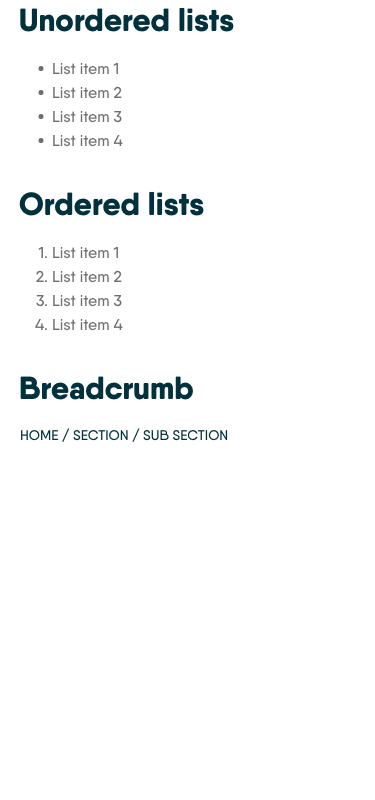 Unordered lists
• List item 1
• List item 2
• List item 3
• List item 4
Ordered lists
1. List item 1
2. List item 2
3. List item 3
4. List item 4
Breadcrumb
HOME / SECTION / SUB SECTION